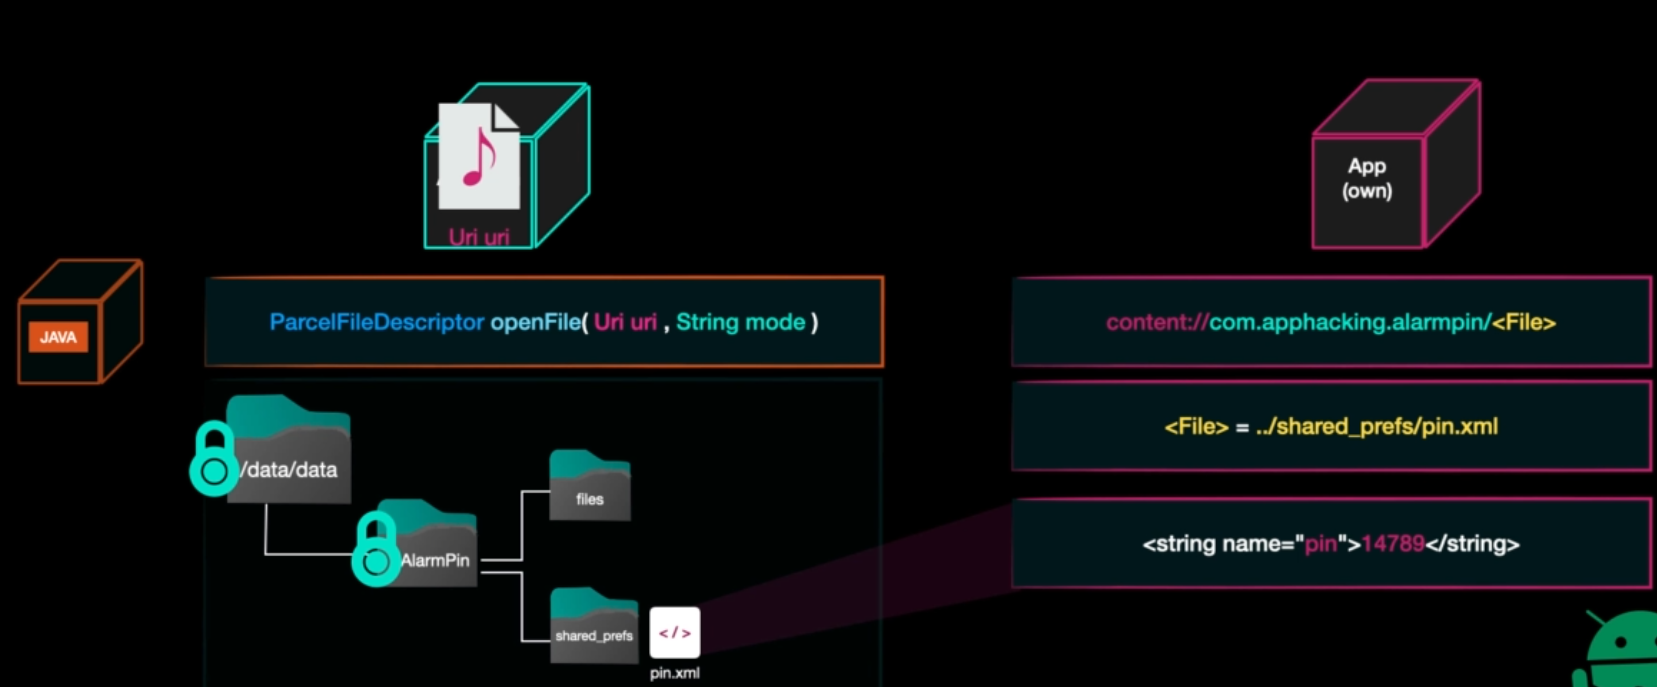 App
(own)
Uri uri
JAVA
ParcelFileDescriptor openFile( Uri uri , String mode )
content://com.apphacking.alarmpin/<File>
<File> = ../shared_prefs/pin.xml
/data/data
files
<string name="pin">14789</string>
AlarmPin
shared_prefs
</>
pin.xml